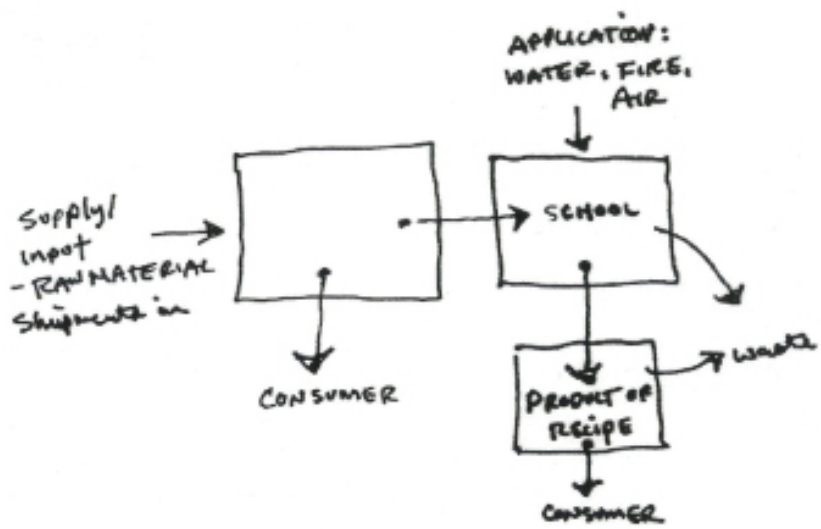 APPLICATION:
WATER, FIRE,
AIR
Supply/
input
- RAW MATERIAL
Shipments in
SCHOOL
CONSUMER
waste
PRODUCT OF
RECIPE
CONSUMER